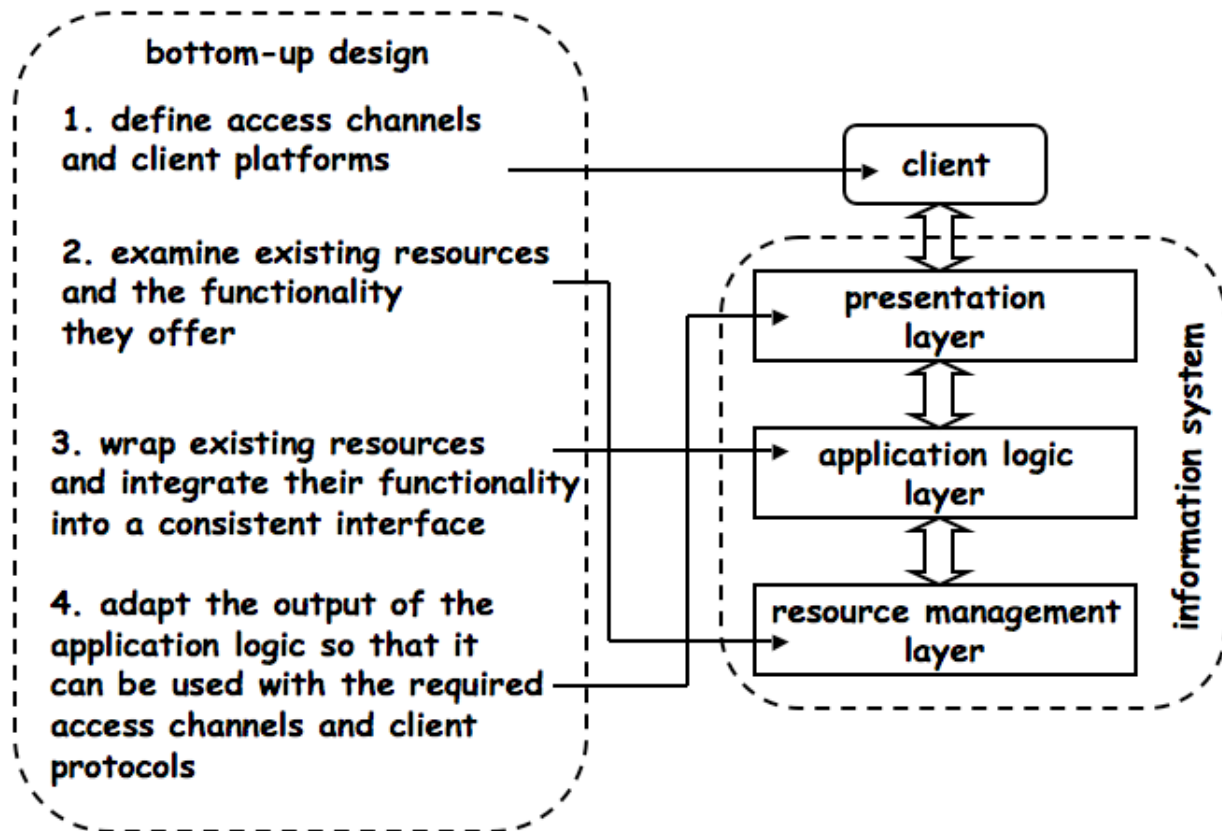 bottom-up design
1. define access channels
and client platforms
2. examine existing resources
and the functionality
they offer
3. wrap existing resources
and integrate their functionality
into a consistent interface
4. adapt the output of the
application logic so that it
can be used with the required
access channels and client
protocols
client
presentation
layer
application logic
layer
resource management
layer
information system